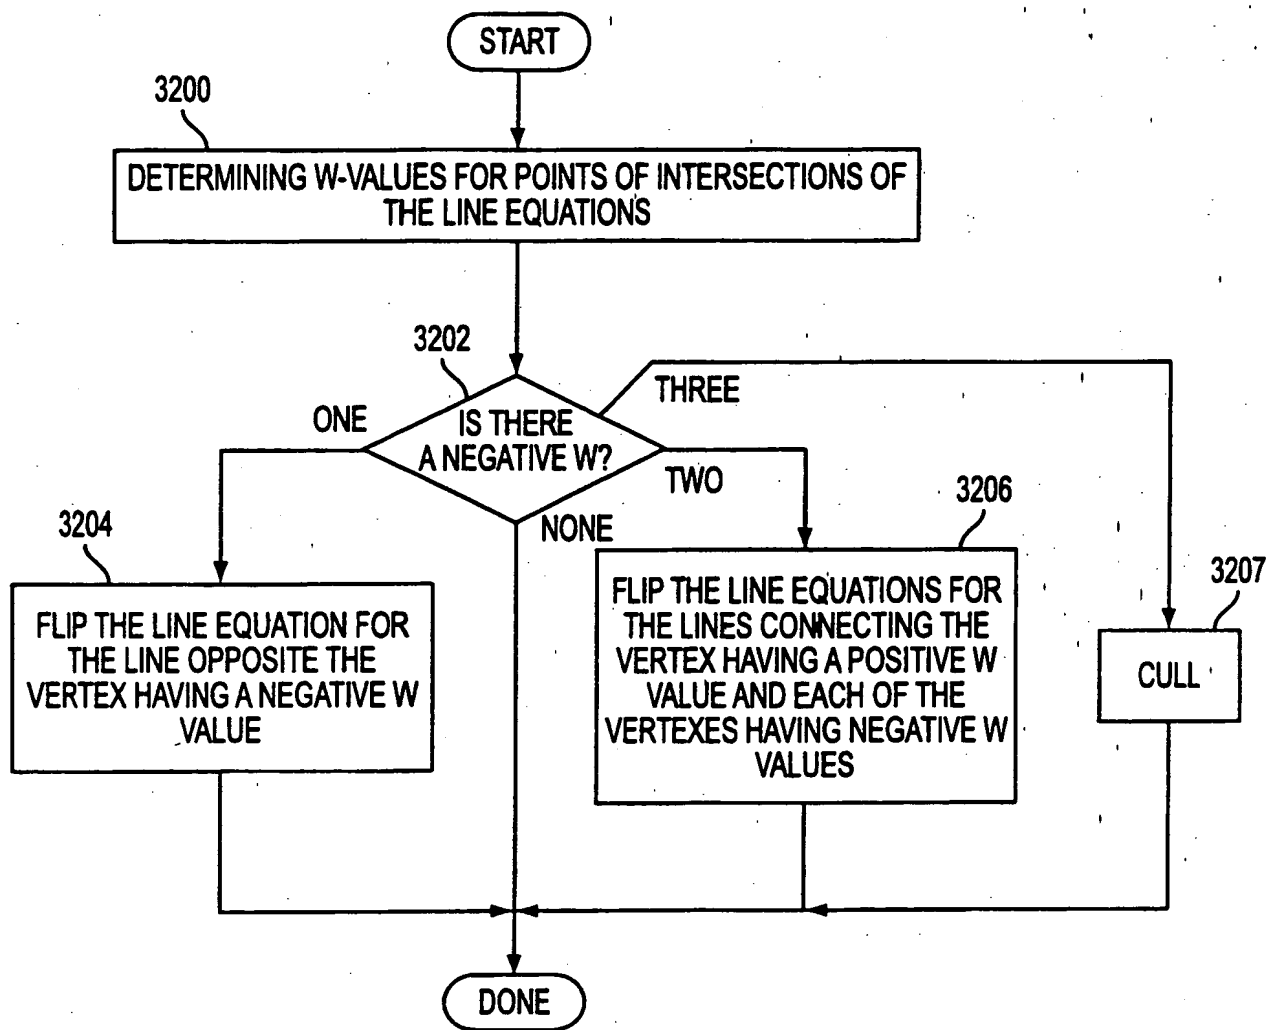 START
3200
DETERMINING W-VALUES FOR POINTS OF INTERSECTIONS OF
THE LINE EQUATIONS
3202
IS THERE
A NEGATIVE W?
ONE
THREE
TWO
NONE
3204
FLIP THE LINE EQUATION FOR
THE LINE OPPOSITE THE
VERTEX HAVING A NEGATIVE W
VALUE
3206
FLIP THE LINE EQUATIONS FOR
THE LINES CONNECTING THE
VERTEX HAVING A POSITIVE W
VALUE AND EACH OF THE
VERTEXES HAVING NEGATIVE W
VALUES
3207
CULL
DONE